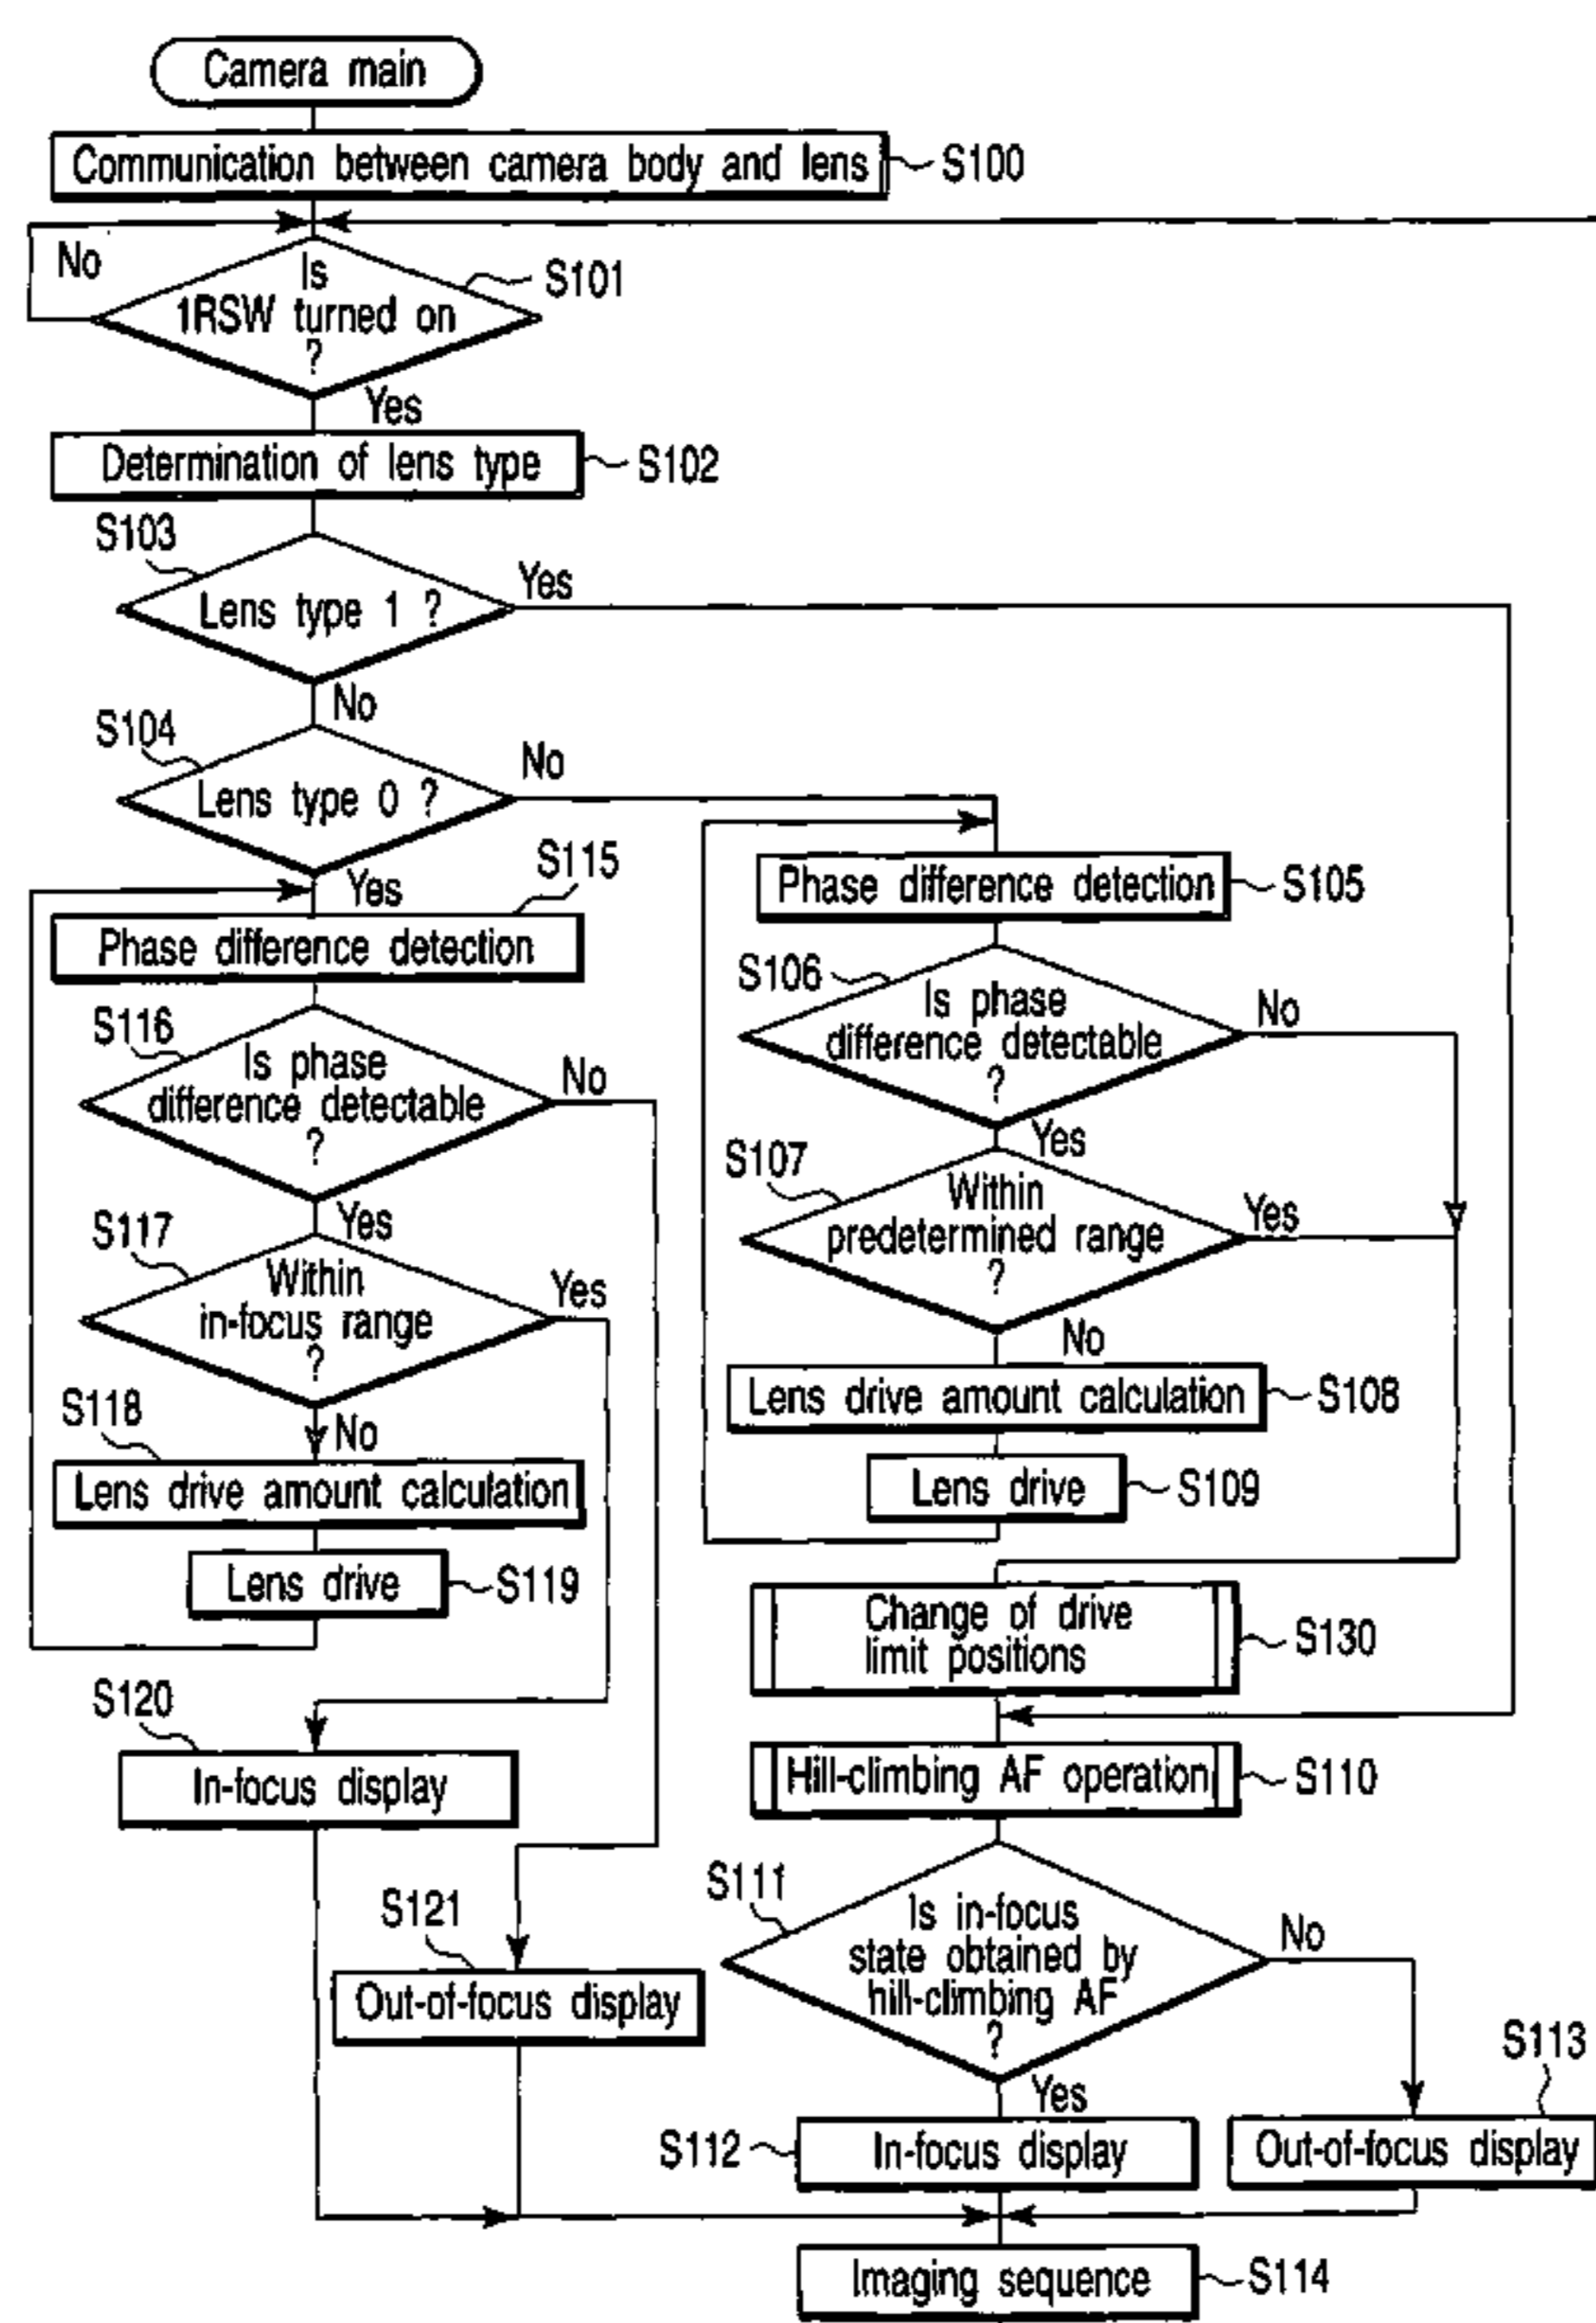 Camera main
Communication between camera body and lens
S100
No
Is
1RSW turned on
?
S101
Yes
Determination of lens type
S102
S103
Lens type 1 ?
Yes
No
S104
Lens type 0 ?
No
Yes
S115
Phase difference detection
S116
Is phase
difference detectable
?
No
Yes
S117
Within
in-focus range
?
Yes
No
S118
Lens drive amount calculation
Lens drive
S119
S120
In-focus display
S121
Out-of-focus display
Phase difference detection
S105
S106
Is phase
difference detectable
?
No
Yes
S107
Within
predetermined range
?
Yes
No
Lens drive amount calculation
S108
Lens drive
S109
Change of drive
limit positions
S130
Hill-climbing AF operation
S110
S111
Is in-focus
state obtained by
hill-climbing AF
?
No
Yes
S112
In-focus display
S113
Out-of-focus display
Imaging sequence
S114